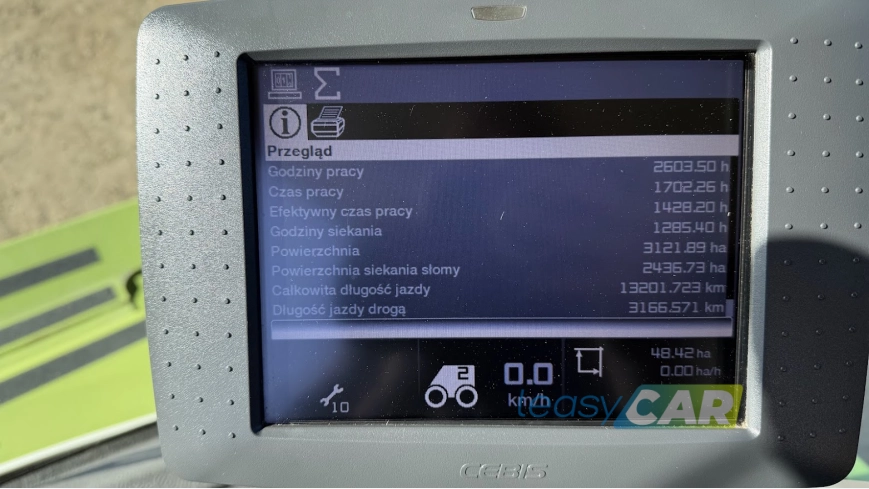 CEBIS
Przegląd
Godziny pracy 2603.50 h
Czas pracy 1702.26 h
Efektywny czas pracy 1428.20 h
Godziny siekania 1285.40 h
Powierzchnia 3121.89 ha
Powierzchnia siekania słomy 2436.73 ha
Całkowita długość jazdy 13201.723 km
Długość jazdy drogą 3166.571 km
10
2
0.0
km/h
48.42 ha
0.00 ha/h
teasyCAR
CEBIS